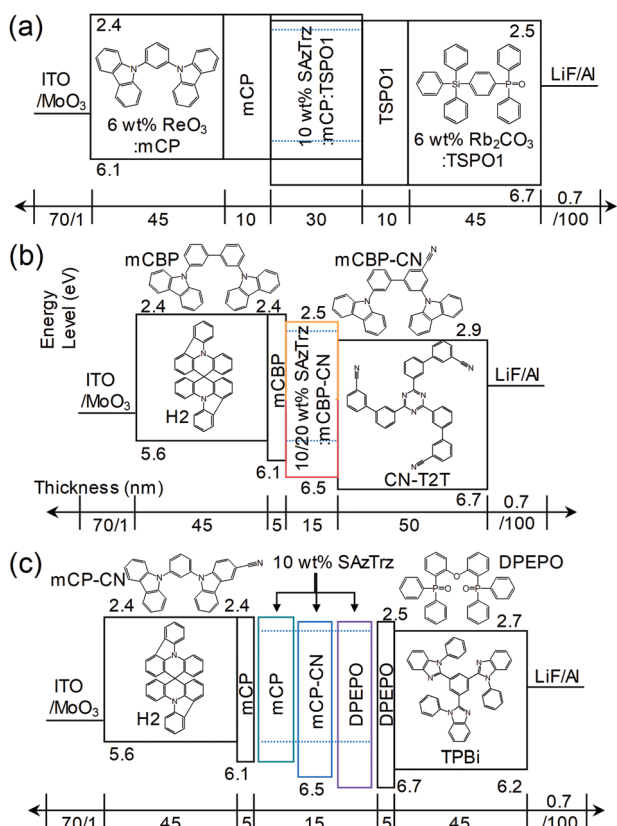 (a)
2.4
2.5
ITO
/MoO₃
N
N
6 wt% ReO₃
:mCP
mCP
10 wt% SAzTrz
:mCP:TSPO1
TSPO1
Si
P=O
6 wt% Rb₂CO₃
:TSPO1
LiF/Al
6.1
6.7
0.7
70/1
45
10
30
10
45
/100
(b)
mCBP
mCBP-CN
Energy
Level (eV)
2.4
2.4
2.5
2.9
ITO
/MoO₃
H2
mCBP
10/20 wt% SAzTrz
:mCBP-CN
CN-T2T
LiF/Al
5.6
6.1
6.5
6.7
Thickness (nm)
0.7
70/1
45
5
15
50
/100
(c)
mCP-CN
10 wt% SAzTrz
DPEPO
2.4
2.4
2.5
2.7
ITO
/MoO₃
H2
mCP
mCP
mCP-CN
DPEPO
DPEPO
TPBi
LiF/Al
5.6
6.1
6.5
6.7
6.2
0.7
70/1
45
5
15
5
45
/100